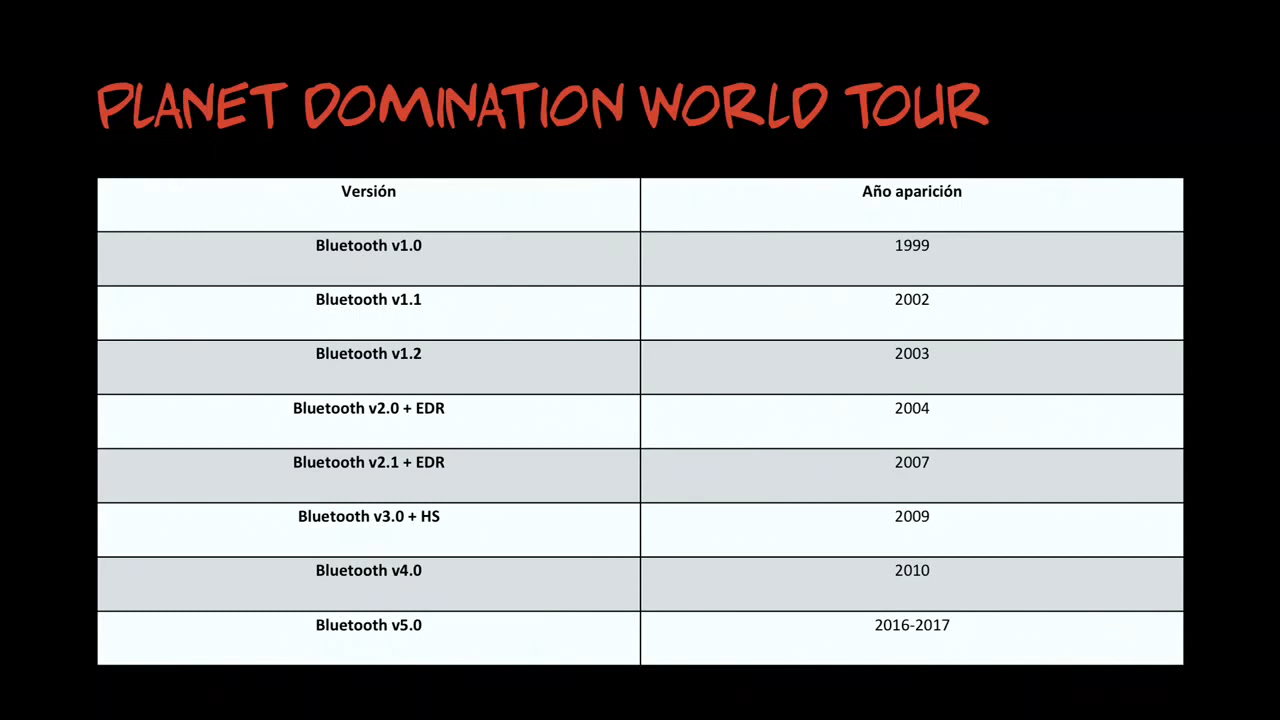 PLANET DOMINATION WORLD TOUR
Versión Año aparición
Bluetooth v1.0 1999
Bluetooth v1.1 2002
Bluetooth v1.2 2003
Bluetooth v2.0 + EDR 2004
Bluetooth v2.1 + EDR 2007
Bluetooth v3.0 + HS 2009
Bluetooth v4.0 2010
Bluetooth v5.0 2016-2017